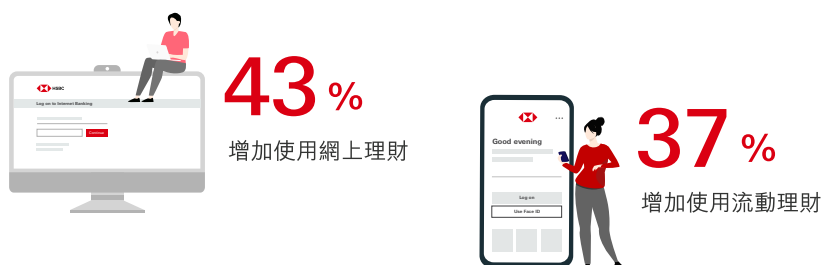 HSBC
Log on to Internet Banking
Continue
43 %
增加使用網上理財
Good evening
Log on
Use Face ID
37 %
增加使用流動理財